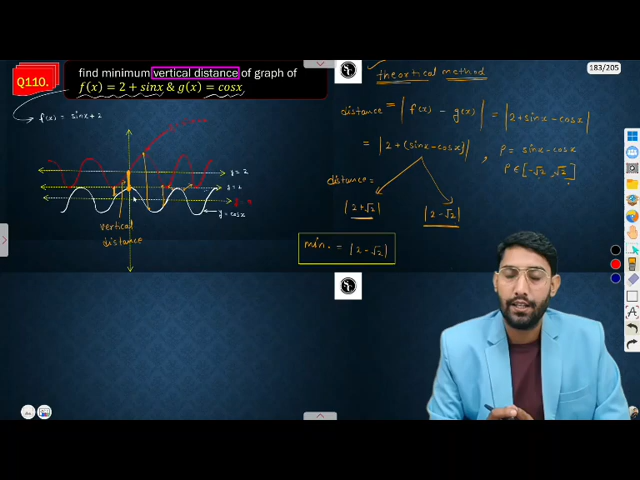 Q110.
find minimum vertical distance of graph of
f(x) = 2 + sinx & g(x) = cosx
f(x) = sinx + 2
y = 2
y = cosx
vertical
distance
183/205
theortical method
distance = | f(x) - g(x) | = |2+sinx-cosx|
= | 2 + (sinx-cosx)| , P = sinx-cosx
P ∈ [-√2, √2]
distance =
|2+√2| |2-√2|
min. = |2-√2|